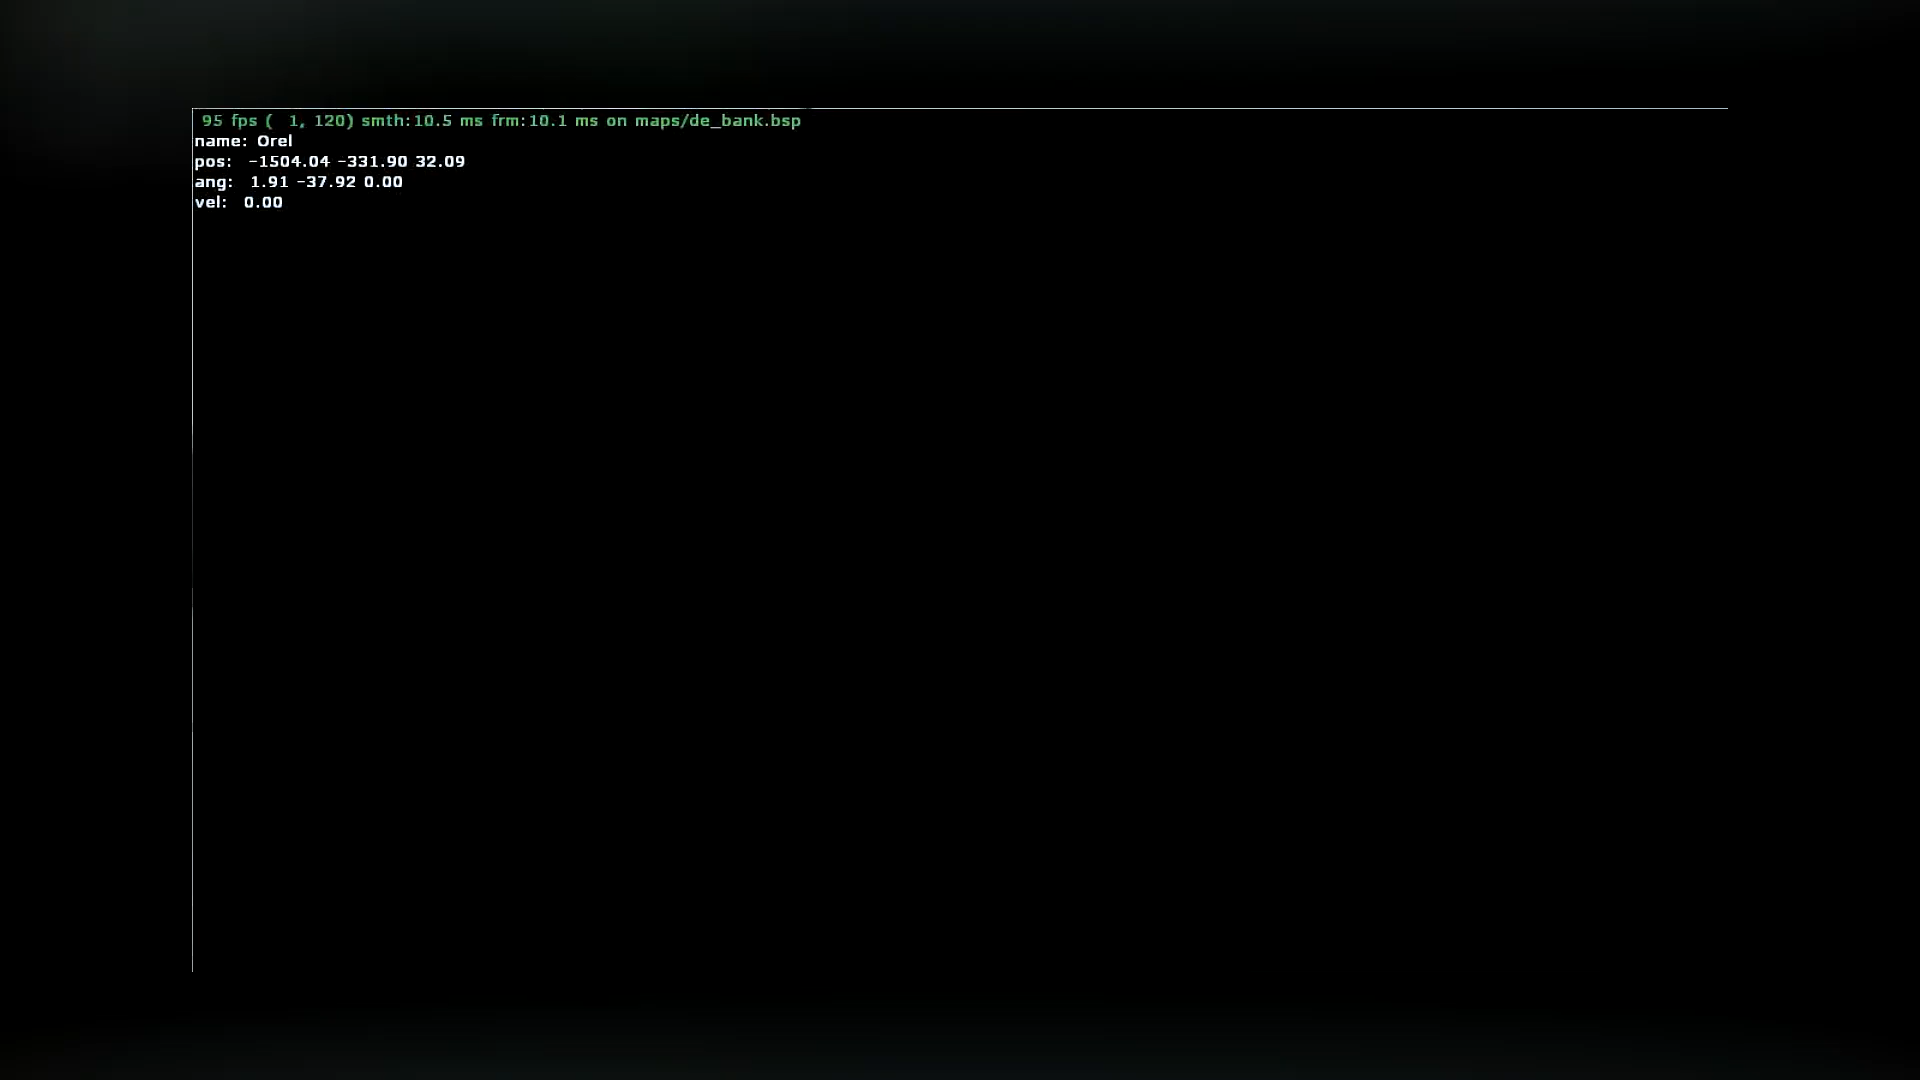 95 fps (  1, 120) smth:10.5 ms frm:10.1 ms on maps/de_bank.bsp
name: Orel
pos:  -1504.04 -331.90 32.09
ang:  1.91 -37.92 0.00
vel:  0.00